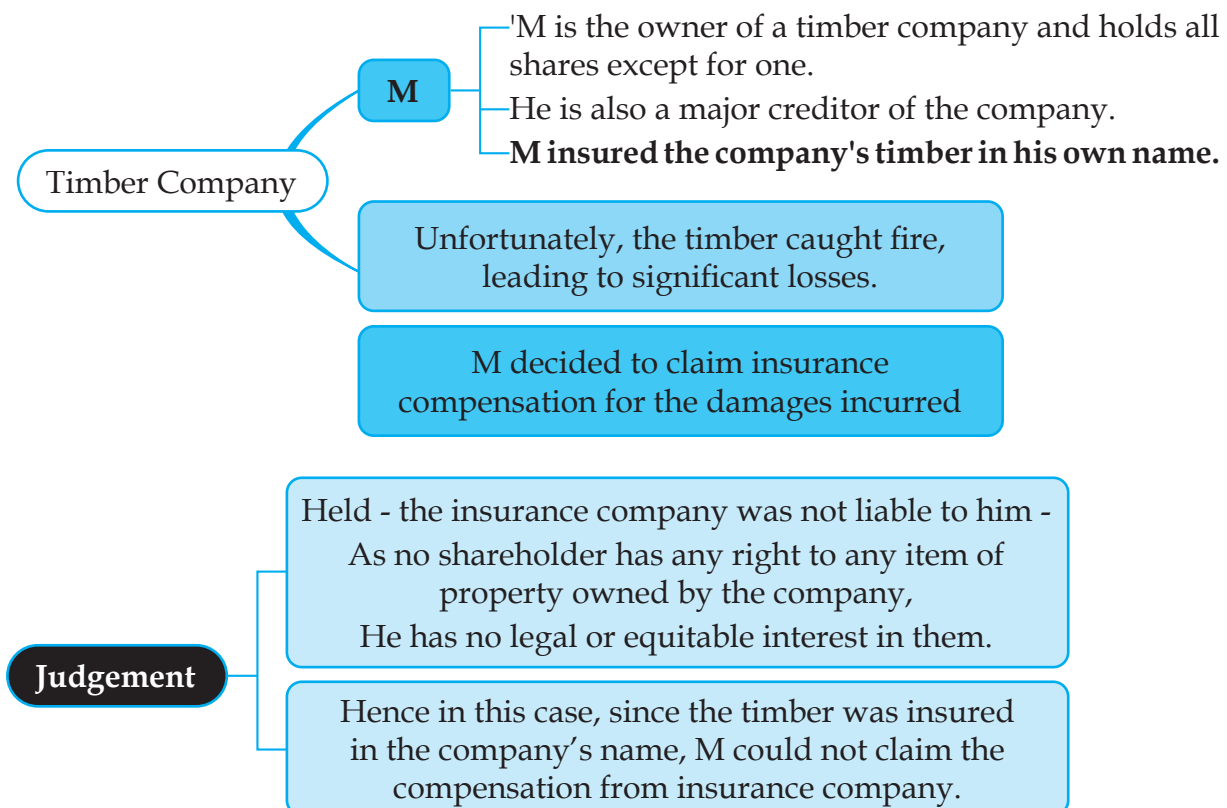 Timber Company
M
'M is the owner of a timber company and holds all
shares except for one.
He is also a major creditor of the company.
M insured the company's timber in his own name.
Unfortunately, the timber caught fire,
leading to significant losses.
M decided to claim insurance
compensation for the damages incurred
Judgement
Held - the insurance company was not liable to him -
As no shareholder has any right to any item of
property owned by the company,
He has no legal or equitable interest in them.
Hence in this case, since the timber was insured
in the company’s name, M could not claim the
compensation from insurance company.